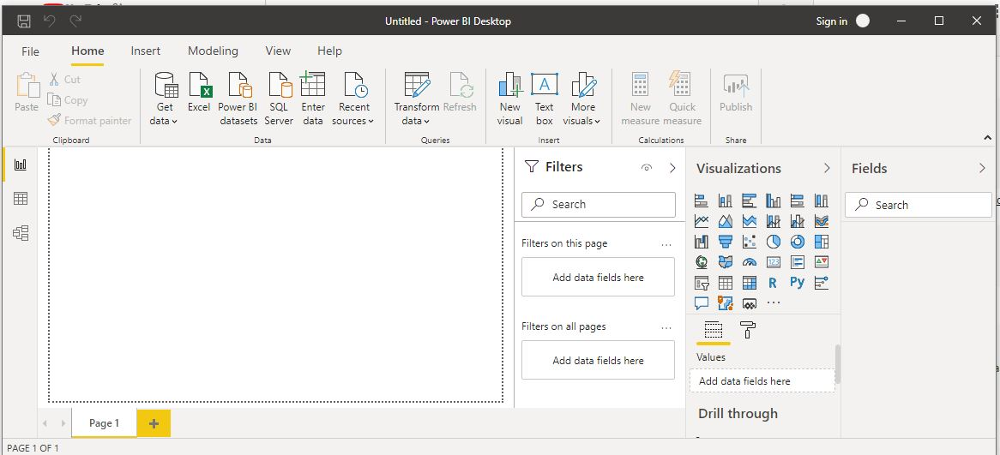 Untitled - Power BI Desktop
Sign in
File
Home
Insert
Modeling
View
Help
Paste
Cut
Copy
Format painter
Clipboard
Get
data
Excel
X
Power BI
datasets
SQL
Server
Enter
data
Recent
sources
Data
Transform
data
Refresh
Queries
New
visual
A
Text
box
More
visuals
Insert
New
measure
Quick
measure
Calculations
Publish
Share
Filters
Search
Filters on this page
...
Add data fields here
Filters on all pages
...
Add data fields here
Visualizations
123
R
Py
...
Values
Add data fields here
Drill through
Fields
Search
Page 1
+
PAGE 1 OF 1